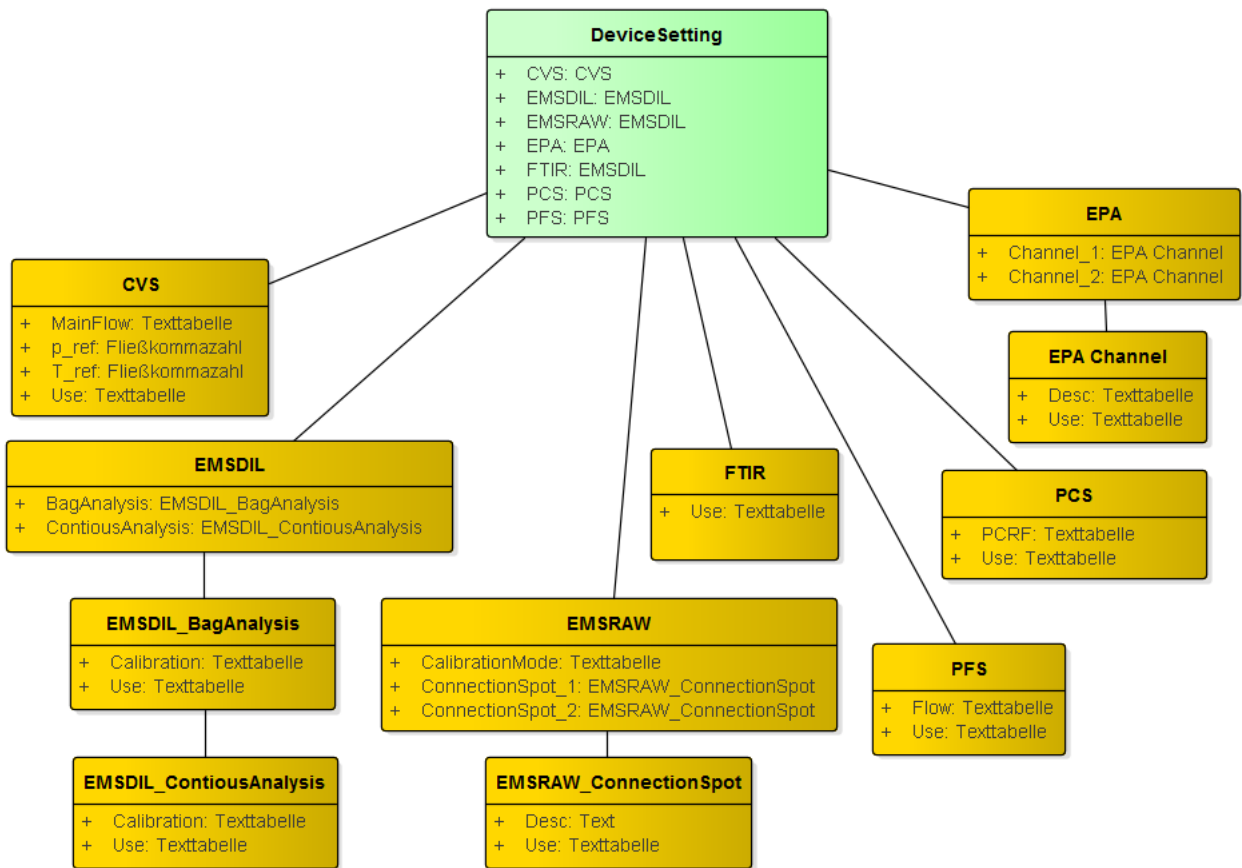 DeviceSetting
+ CVS: CVS
+ EMSDIL: EMSDIL
+ EMSRAW: EMSDIL
+ EPA: EPA
+ FTIR: EMSDIL
+ PCS: PCS
+ PFS: PFS
EPA
+ Channel_1: EPA Channel
+ Channel_2: EPA Channel
CVS
+ MainFlow: Texttabelle
+ p_ref: Fließkommazahl
+ T_ref: Fließkommazahl
+ Use: Texttabelle
EPA Channel
+ Desc: Texttabelle
+ Use: Texttabelle
EMSDIL
+ BagAnalysis: EMSDIL_BagAnalysis
+ ContiousAnalysis: EMSDIL_ContiousAnalysis
FTIR
+ Use: Texttabelle
PCS
+ PCRF: Texttabelle
+ Use: Texttabelle
EMSDIL_BagAnalysis
+ Calibration: Texttabelle
+ Use: Texttabelle
EMSRAW
+ CalibrationMode: Texttabelle
+ ConnectionSpot_1: EMSRAW_ConnectionSpot
+ ConnectionSpot_2: EMSRAW_ConnectionSpot
PFS
+ Flow: Texttabelle
+ Use: Texttabelle
EMSDIL_ContiousAnalysis
+ Calibration: Texttabelle
+ Use: Texttabelle
EMSRAW_ConnectionSpot
+ Desc: Text
+ Use: Texttabelle